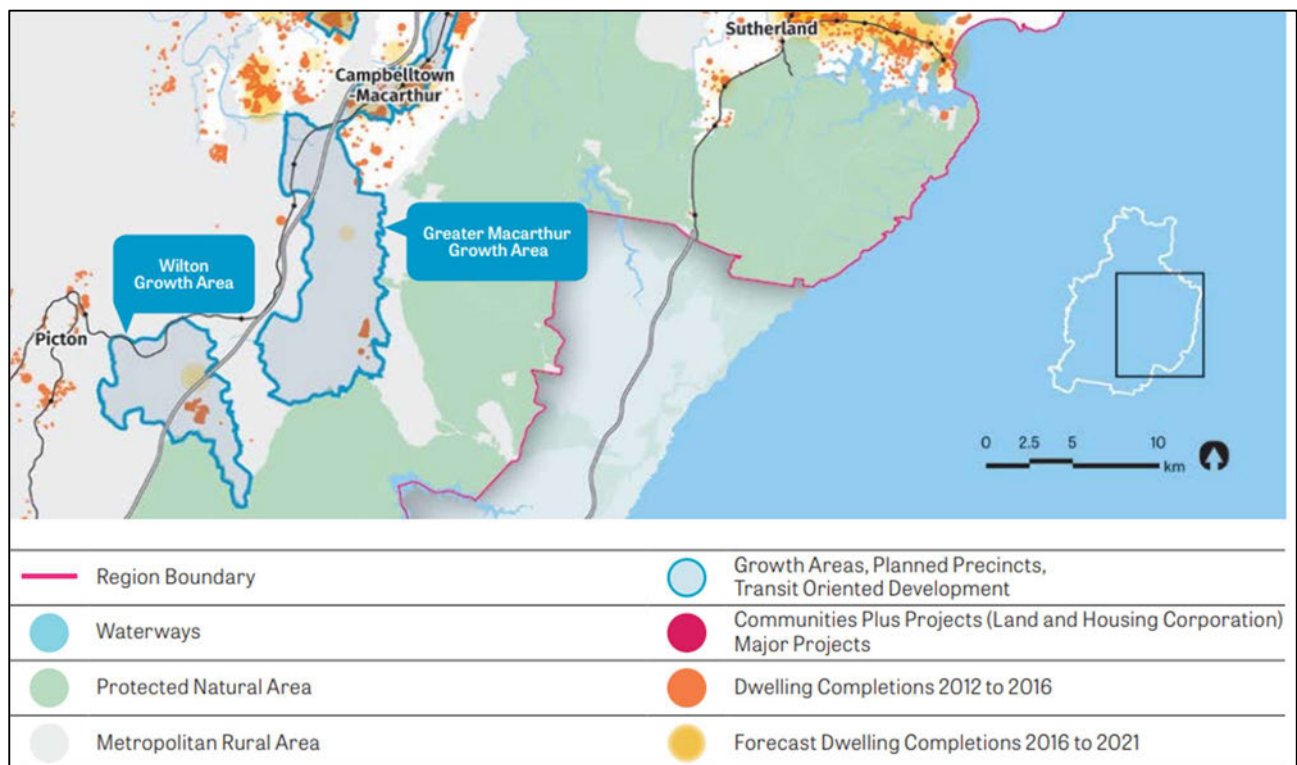 Sutherland
Campbelltown
-Macarthur
Greater Macarthur
Growth Area
Wilton
Growth Area
Picton
0 2.5 5 10
km
Region Boundary
Growth Areas, Planned Precincts,
Transit Oriented Development
Waterways
Communities Plus Projects (Land and Housing Corporation)
Major Projects
Protected Natural Area
Dwelling Completions 2012 to 2016
Metropolitan Rural Area
Forecast Dwelling Completions 2016 to 2021